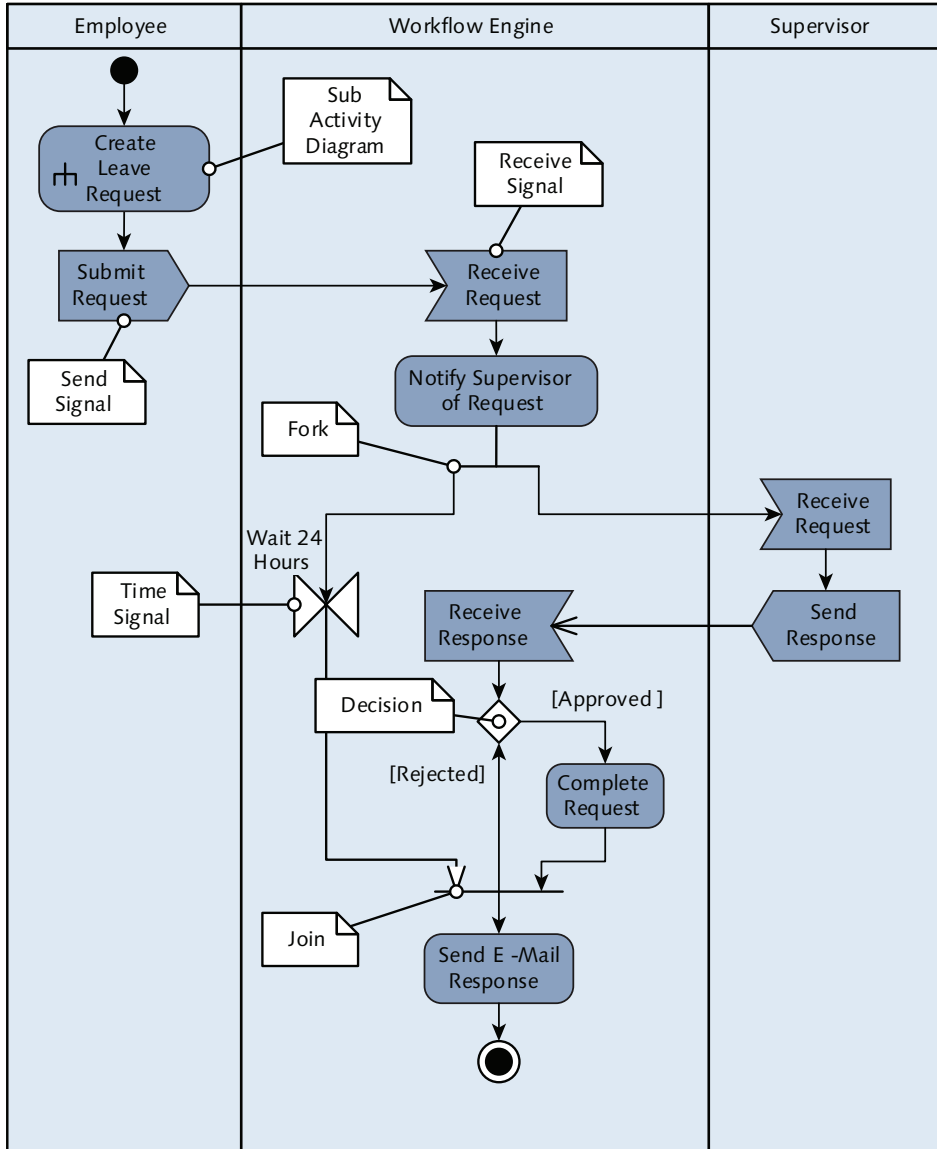 Employee
Workflow Engine
Supervisor
Sub
Activity
Diagram
Create
Leave
Request
Receive
Signal
Submit
Request
Receive
Request
Send
Signal
Notify Supervisor
of Request
Fork
Receive
Request
Wait 24
Hours
Time
Signal
Receive
Response
Send
Response
Decision
[Approved ]
[Rejected]
Complete
Request
Join
Send E -Mail
Response